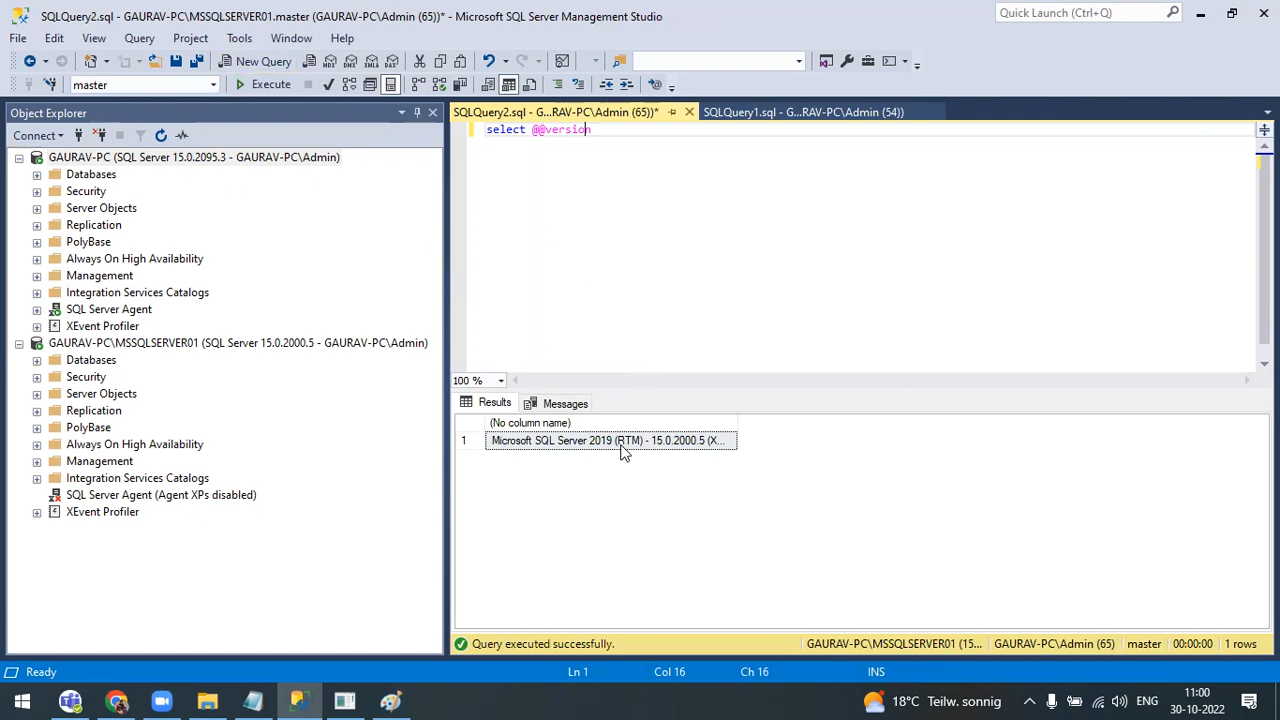 SQLQuery2.sql - GAURAV-PC\MSSQLSERVER01.master (GAURAV-PC\Admin (65))* - Microsoft SQL Server Management Studio
Quick Launch (Ctrl+Q)
File Edit View Query Project Tools Window Help
New Query
master
Execute
Object Explorer
SQLQuery2.sql - G...RAV-PC\Admin (65))*
SQLQuery1.sql - G...RAV-PC\Admin (54))
Connect
select @@version
GAURAV-PC (SQL Server 15.0.2095.3 - GAURAV-PC\Admin)
Databases
Security
Server Objects
Replication
PolyBase
Always On High Availability
Management
Integration Services Catalogs
SQL Server Agent
XEvent Profiler
GAURAV-PC\MSSQLSERVER01 (SQL Server 15.0.2000.5 - GAURAV-PC\Admin)
Databases
Security
Server Objects
Replication
PolyBase
Always On High Availability
Management
Integration Services Catalogs
SQL Server Agent (Agent XPs disabled)
XEvent Profiler
100 %
Results Messages
(No column name)
1 Microsoft SQL Server 2019 (RTM) - 15.0.2000.5 (X...
Query executed successfully.
GAURAV-PC\MSSQLSERVER01 (15... GAURAV-PC\Admin (65) master 00:00:00 1 rows
Ready Ln 1 Col 16 Ch 16 INS
18°C Teilw. sonnig ENG
11:00
30-10-2022